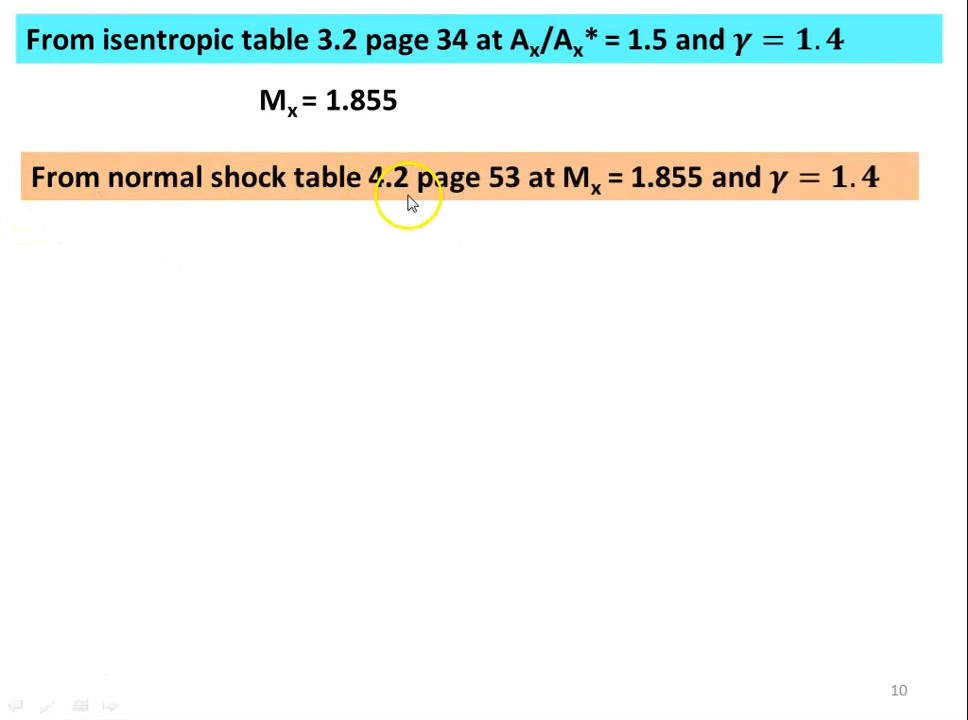 From isentropic table 3.2 page 34 at Aₓ/Aₓ* = 1.5 and γ = 1.4
Mₓ = 1.855
From normal shock table 4.2 page 53 at Mₓ = 1.855 and γ = 1.4
10